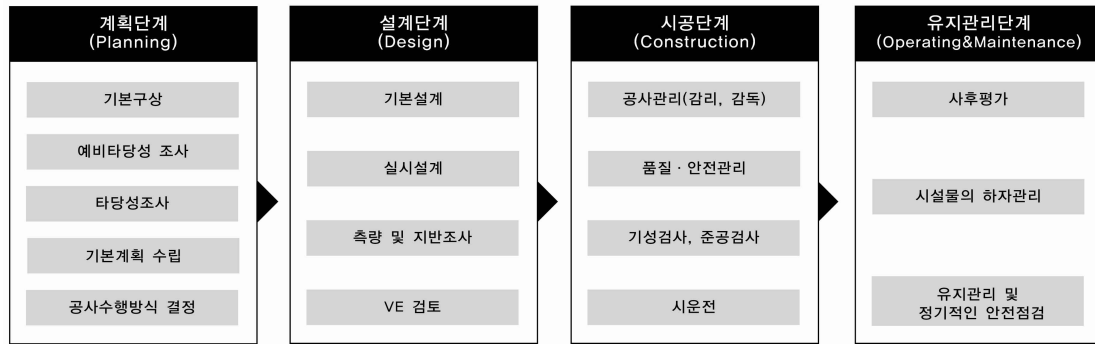 계획단계
(Planning)
기본구상
예비타당성 조사
타당성조사
기본계획 수립
공사수행방식 결정
설계단계
(Design)
기본설계
실시설계
측량 및 지반조사
VE 검토
시공단계
(Construction)
공사관리(감리, 감독)
품질 · 안전관리
기성검사, 준공검사
시운전
유지관리단계
(Operating&Maintenance)
사후평가
시설물의 하자관리
유지관리 및
정기적인 안전점검